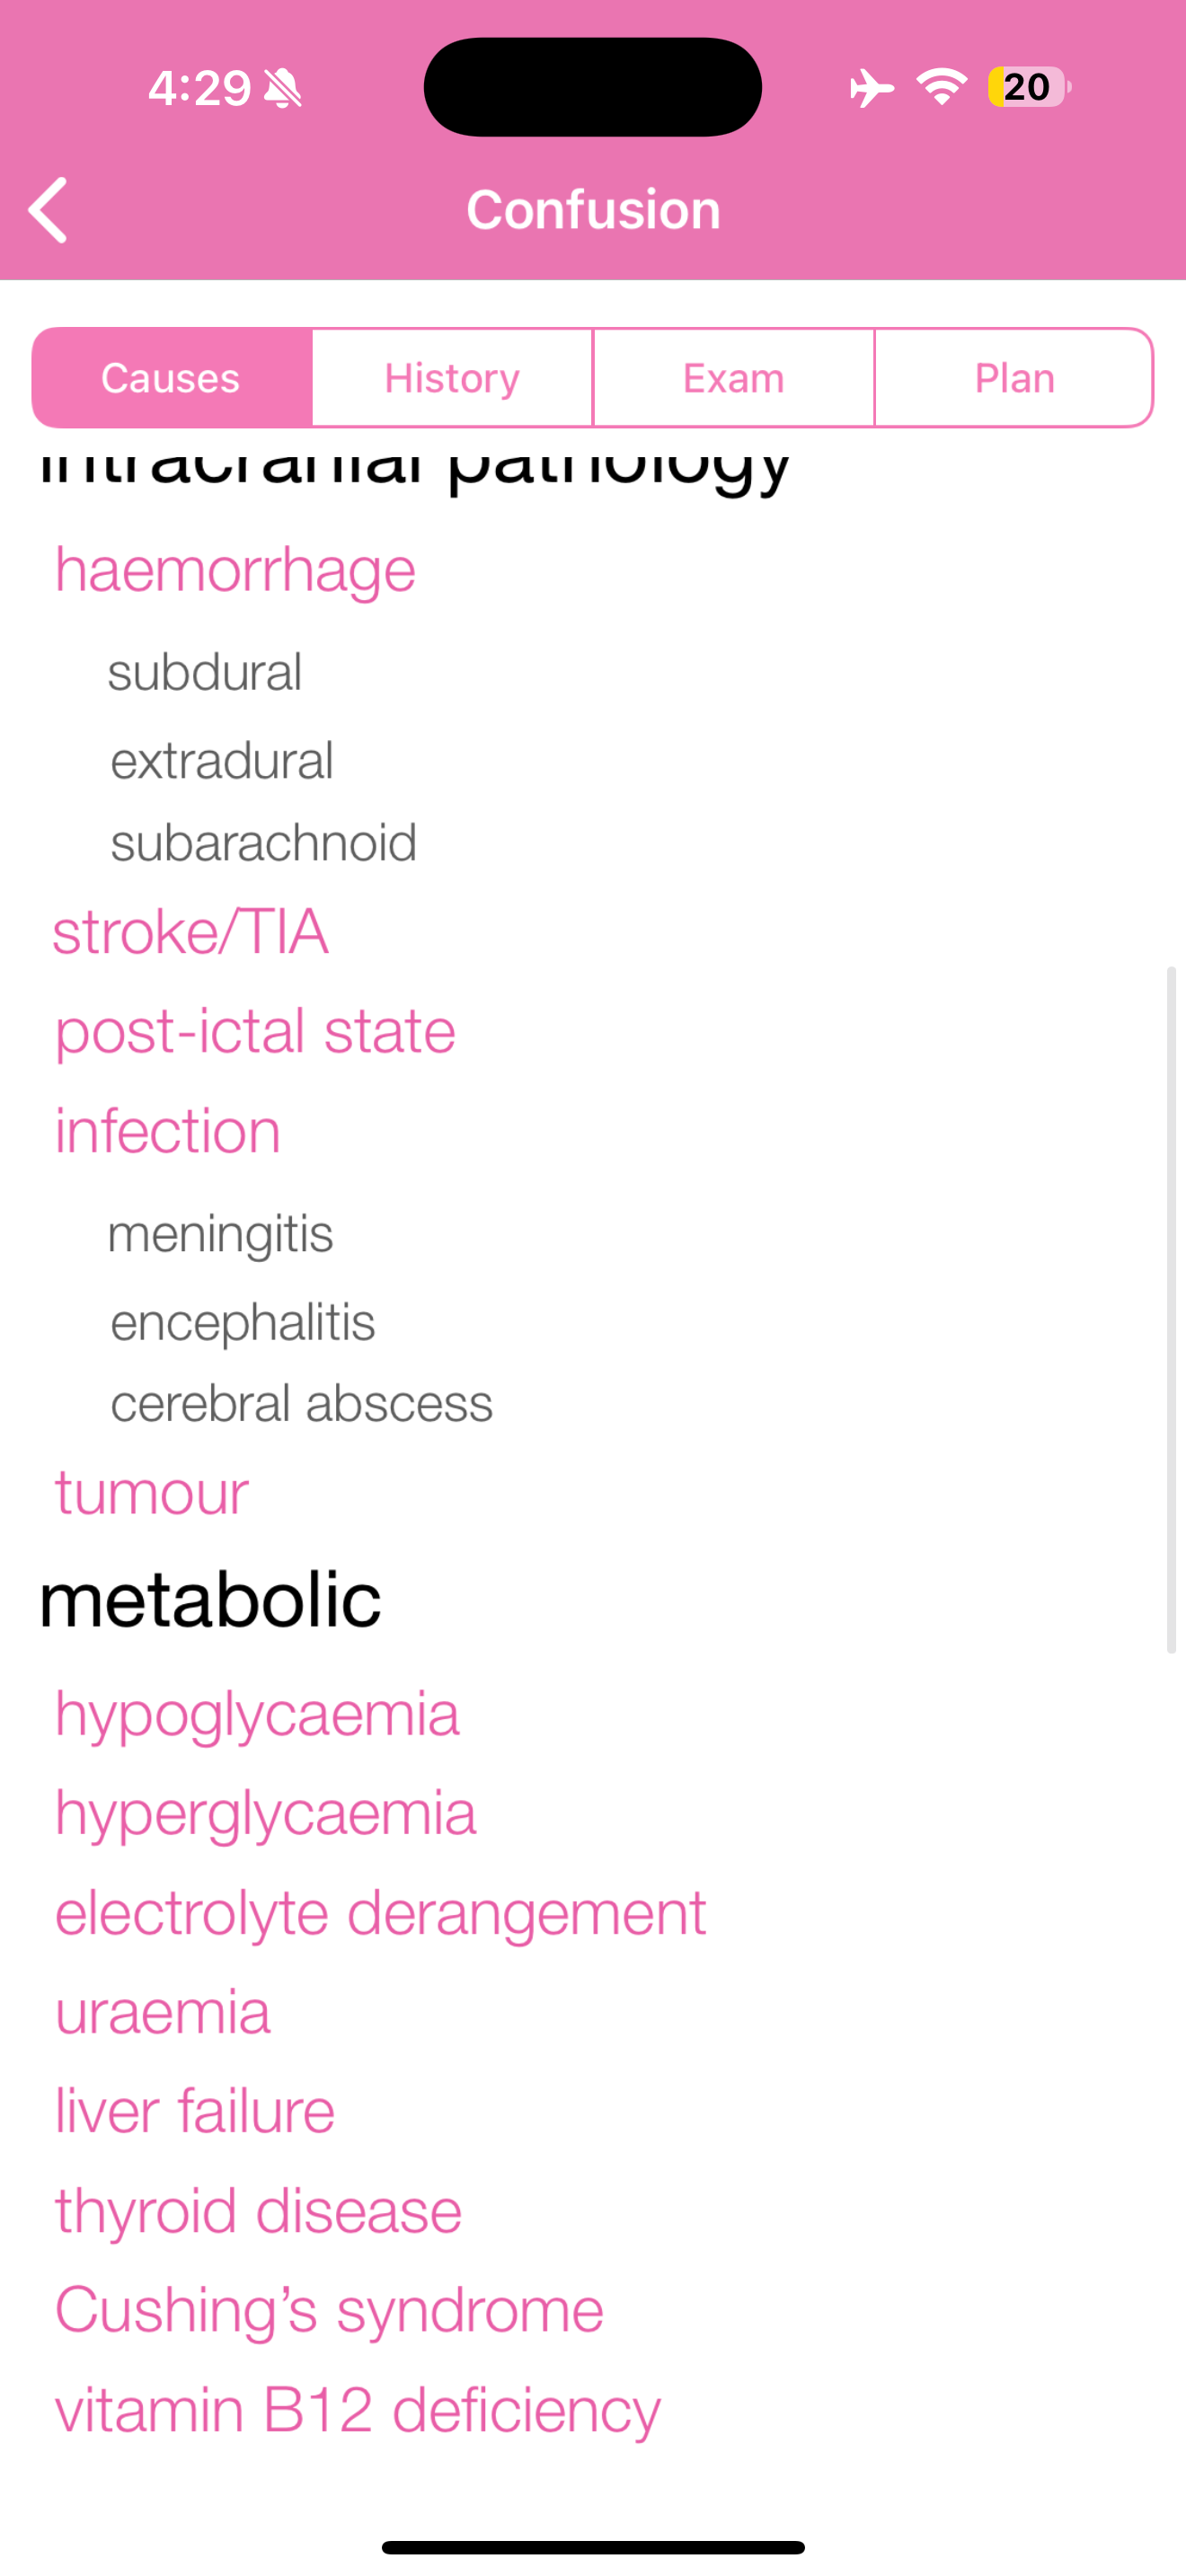 4:29
20
Confusion
Causes History Exam Plan
intracranial pathology
haemorrhage
subdural
extradural
subarachnoid
stroke/TIA
post-ictal state
infection
meningitis
encephalitis
cerebral abscess
tumour
metabolic
hypoglycaemia
hyperglycaemia
electrolyte derangement
uraemia
liver failure
thyroid disease
Cushing’s syndrome
vitamin B12 deficiency